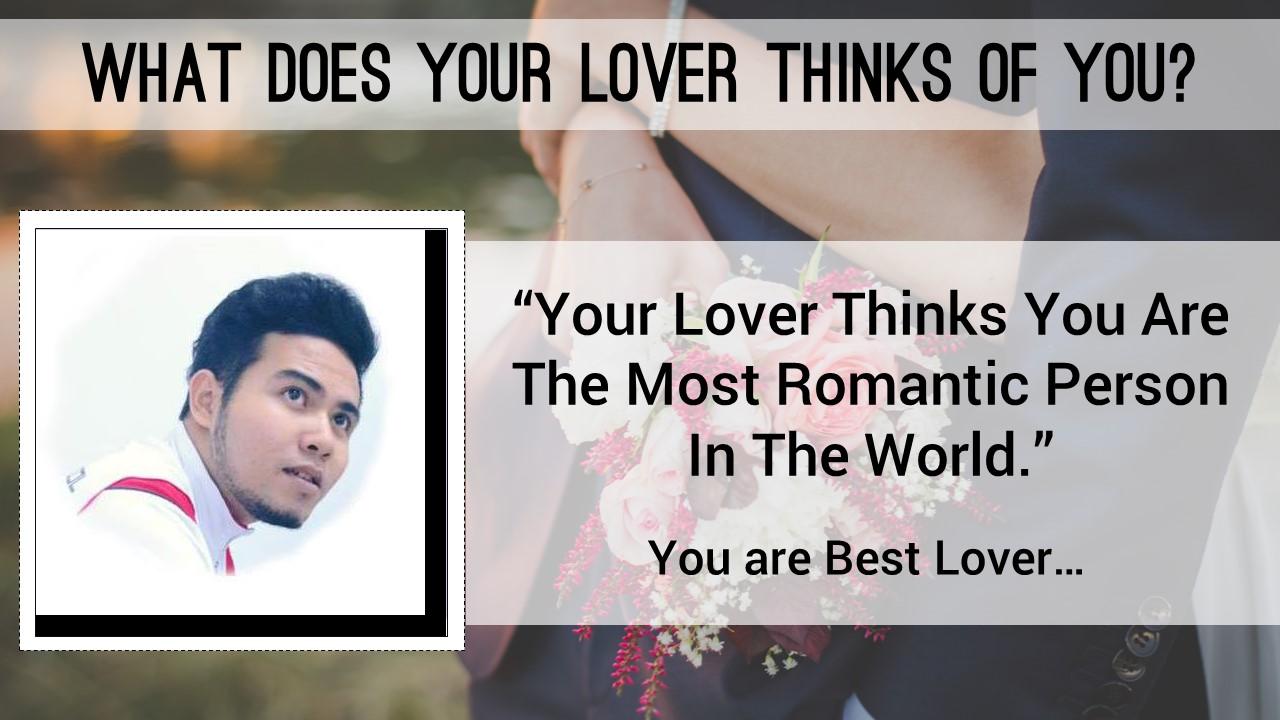 WHAT DOES YOUR LOVER THINKS OF YOU?
“Your Lover Thinks You Are
The Most Romantic Person
In The World.”
You are Best Lover...